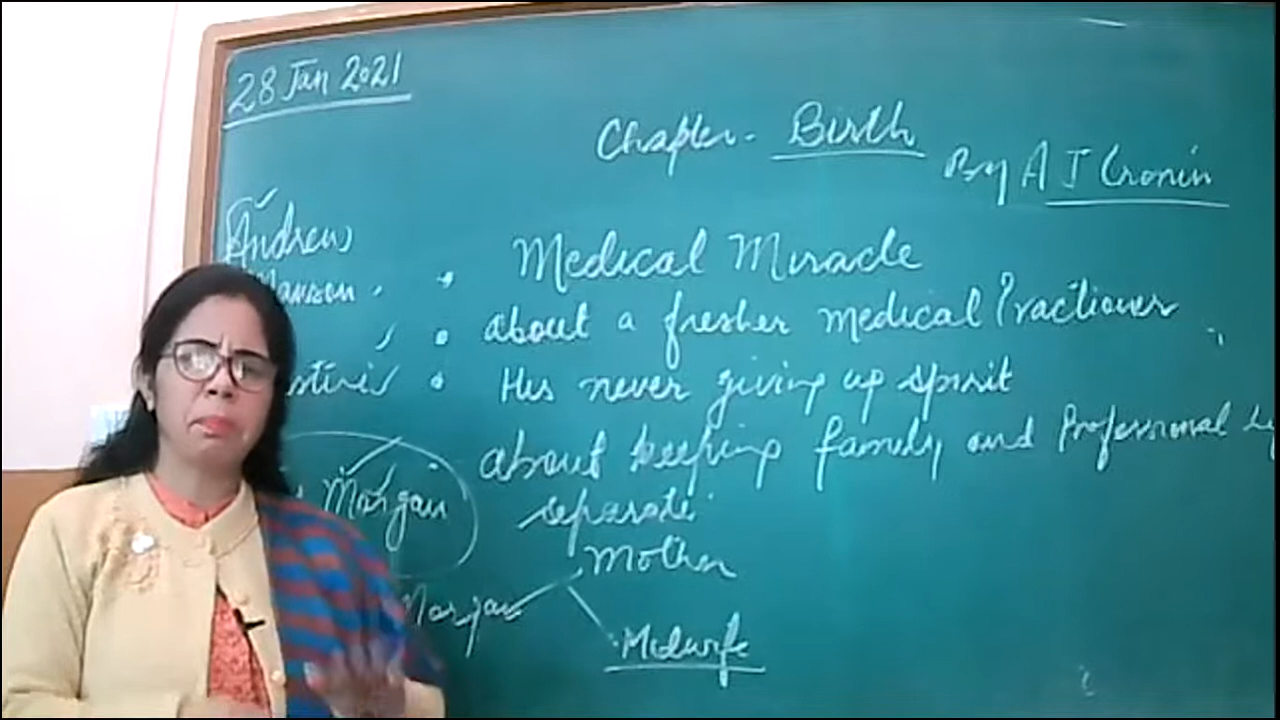 28 Jan 2021
Chapter - Birth
By A J Cronin
Andrew
Manson
• Medical Miracle
• about a fresher medical Practioner
• His never giving up spirit
• about keeping family and Professional
separate
Morgan
Mother
Morgan
Midwife